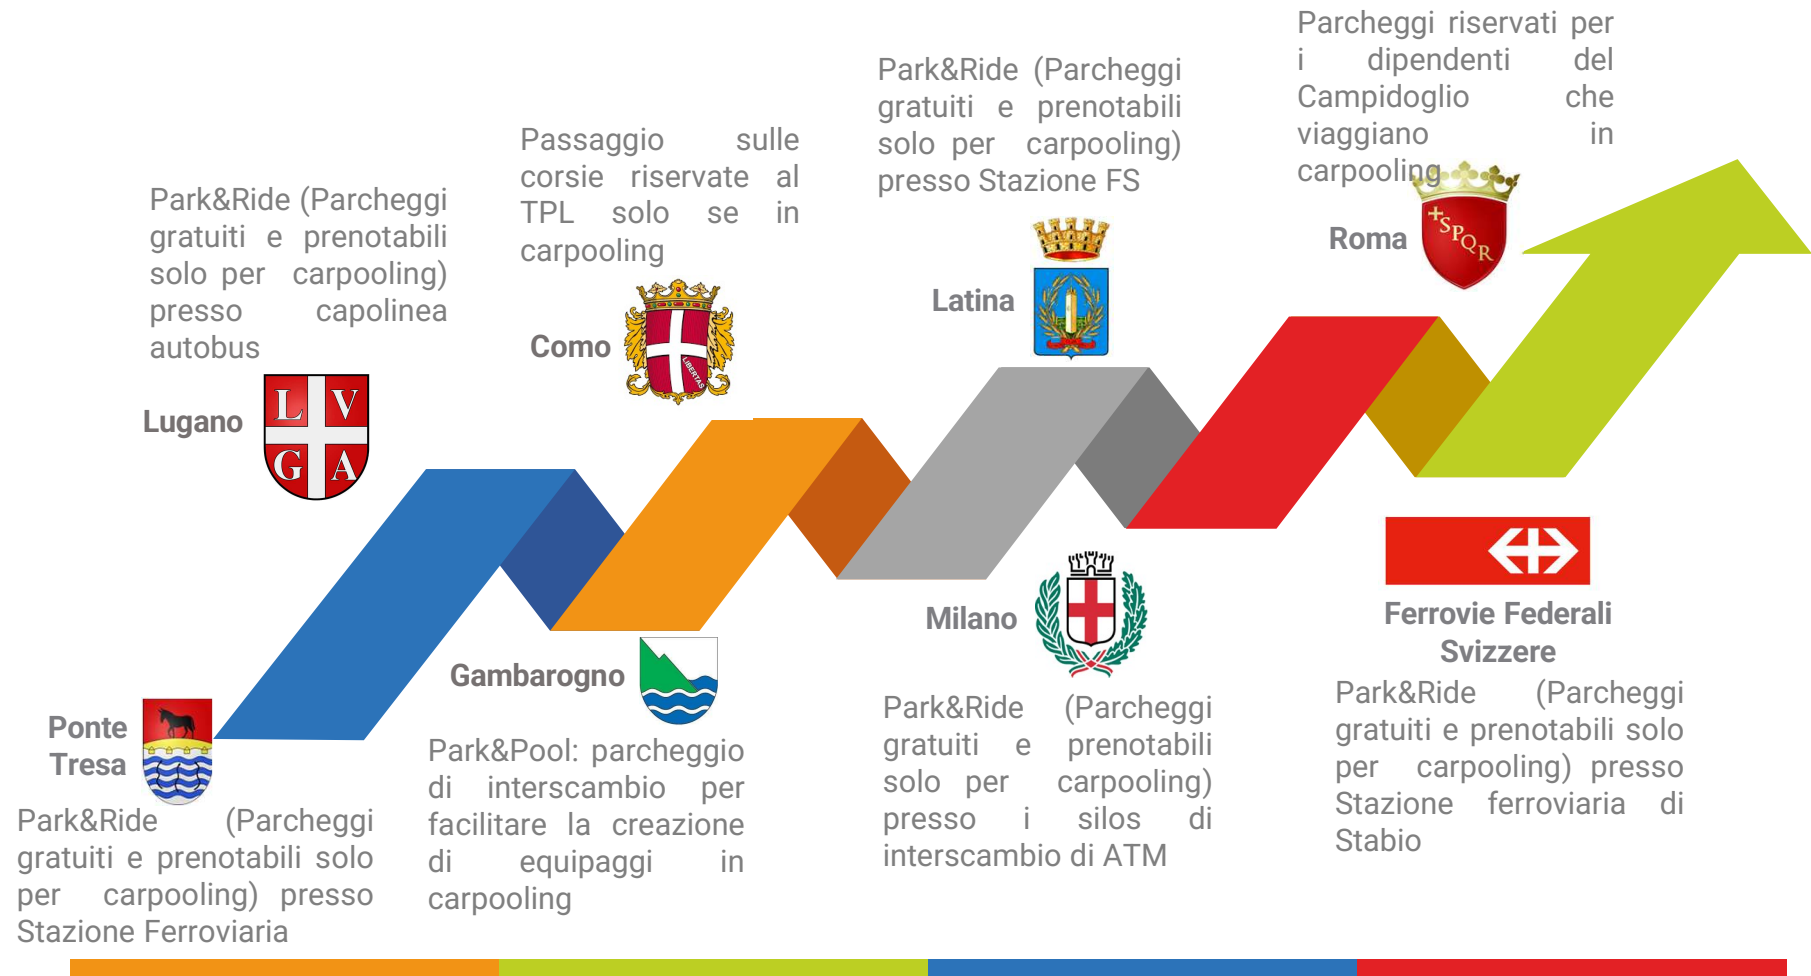 Park&Ride (Parcheggi
gratuiti e prenotabili
solo per carpooling)
presso capolinea
autobus
Lugano
L V
G A
Passaggio sulle
corsie riservate al
TPL solo se in
carpooling
Como
LIBERTAS
Park&Ride (Parcheggi
gratuiti e prenotabili
solo per carpooling)
presso Stazione FS
Latina
Parcheggi riservati per
i dipendenti del
Campidoglio che
viaggiano in
carpooling
Roma
SPQR
Ponte
Tresa
Park&Ride (Parcheggi
gratuiti e prenotabili solo
per carpooling) presso
Stazione Ferroviaria
Gambarogno
Park&Pool: parcheggio
di interscambio per
facilitare la creazione
di equipaggi in
carpooling
Milano
Park&Ride (Parcheggi
gratuiti e prenotabili
solo per carpooling)
presso i silos di
interscambio di ATM
Ferrovie Federali
Svizzere
Park&Ride (Parcheggi
gratuiti e prenotabili solo
per carpooling) presso
Stazione ferroviaria di
Stabio